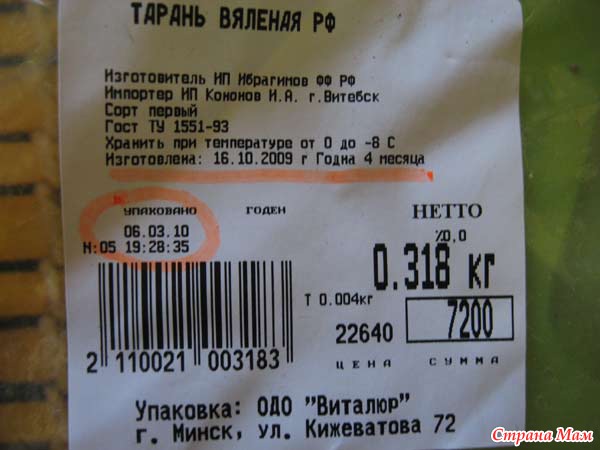 ТАРАНЬ ВЯЛЕНАЯ РФ
Изготовитель ИП Ибрагимов ФФ РФ
Импортер ИП Кононов И.А. г.Витебск
Сорт первый
Гост ТУ 1551-93
Хранить при температуре от 0 до -8 С
Изготовлена: 16.10.2009 г Годна 4 месяца
УПАКОВАНО ГОДЕН НЕТТО
06.03.10 %0,0
N:05 19:28:35
0.318 кг
Т 0.004кг
22640 7200
ЦЕНА СУММА
2 110021 003183
Упаковка: ОДО "Виталюр"
г. Минск, ул. Кижеватова 72
Страна Мам